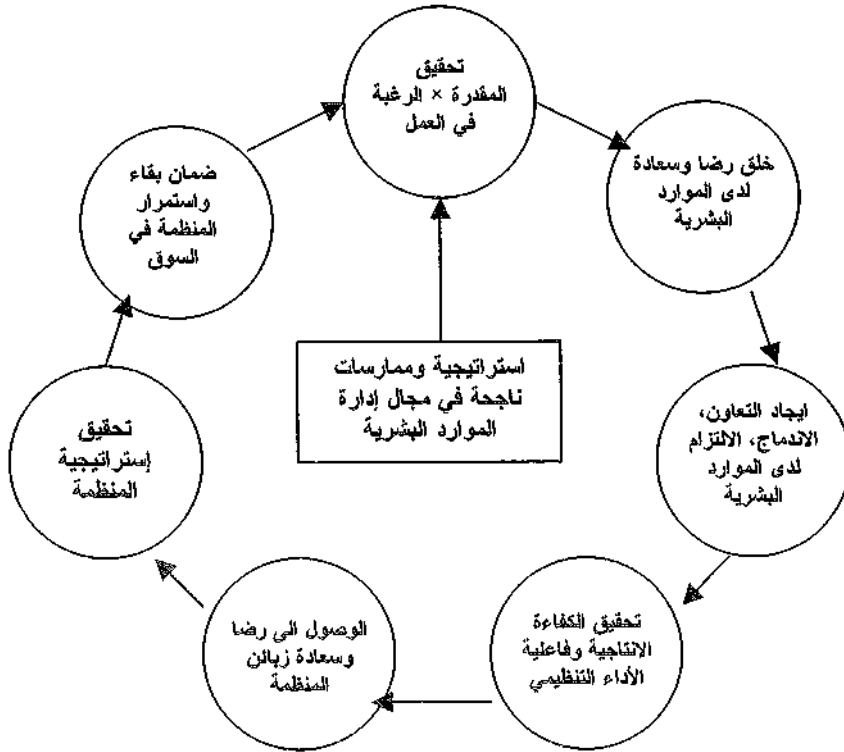 تحقيق
المقدرة × الرغبة
في العمل
خلق رضا وسعادة
لدى الموارد
البشرية
ايجاد التعاون،
الاندماج، الالتزام
لدى الموارد
البشرية
تحقيق الكفاءة
الانتاجية وفاعلية
الأداء التنظيمي
الوصول الى رضا
وسعادة زبائن
المنظمة
تحقيق
إستراتيجية
المنظمة
ضمان بقاء
واستمرار
المنظمة في
السوق
استراتيجية وممارسات
ناجحة في مجال إدارة
الموارد البشرية